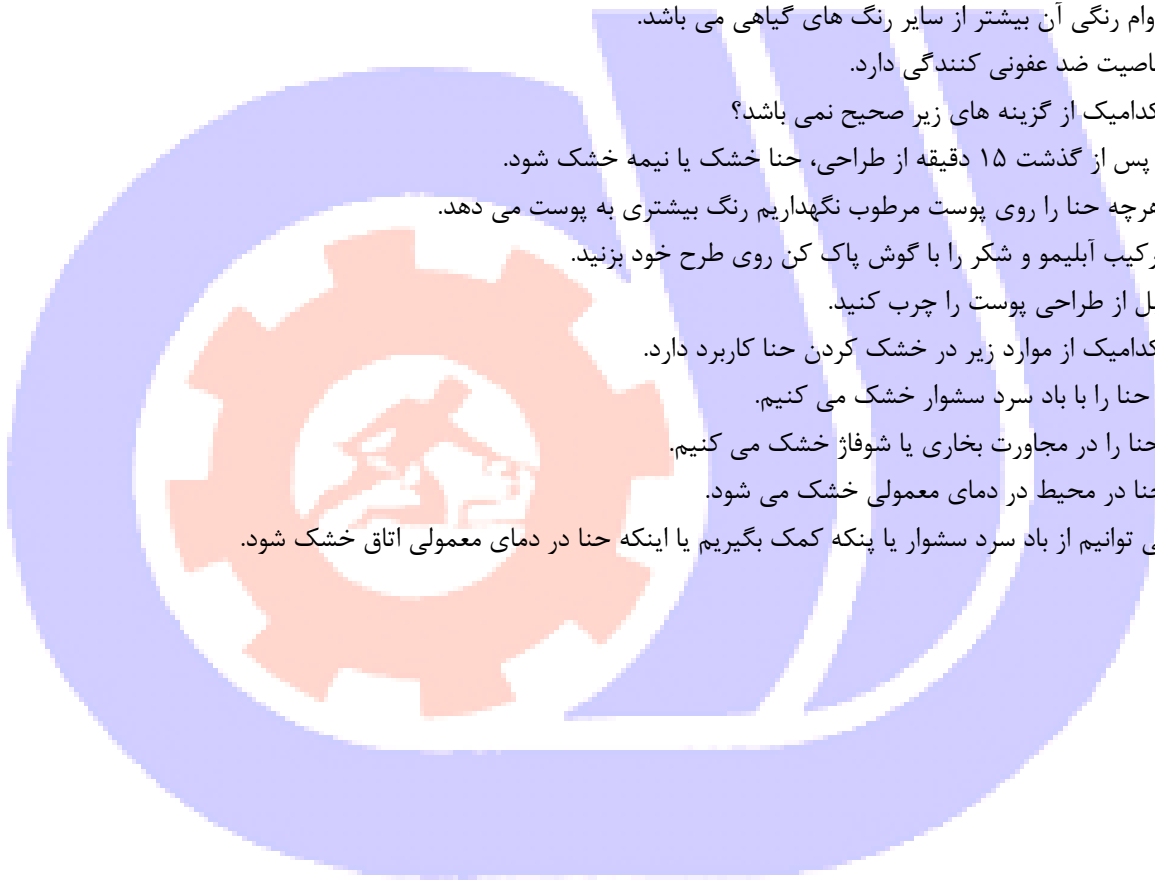 وام رنگی آن بیشتر از سایر رنگ های گیاهی می باشد.
اصیت ضد عفونی کنندگی دارد.
کدامیک از گزینه های زیر صحیح نمی باشد؟
پس از گذشت ۱۵ دقیقه از طراحی، حنا خشک یا نیمه خشک شود.
هرچه حنا را روی پوست مرطوب نگهداریم رنگ بیشتری به پوست می دهد.
رکیب آبلیمو و شکر را با گوش پاک کن روی طرح خود بزنید.
ل از طراحی پوست را چرب کنید.
کدامیک از موارد زیر در خشک کردن حنا کاربرد دارد.
حنا را با باد سرد سشوار خشک می کنیم.
حنا را در مجاورت بخاری یا شوفاژ خشک می کنیم.
حنا در محیط در دمای معمولی خشک می شود.
ی توانیم از باد سرد سشوار یا پنکه کمک بگیریم یا اینکه حنا در دمای معمولی اتاق خشک شود.